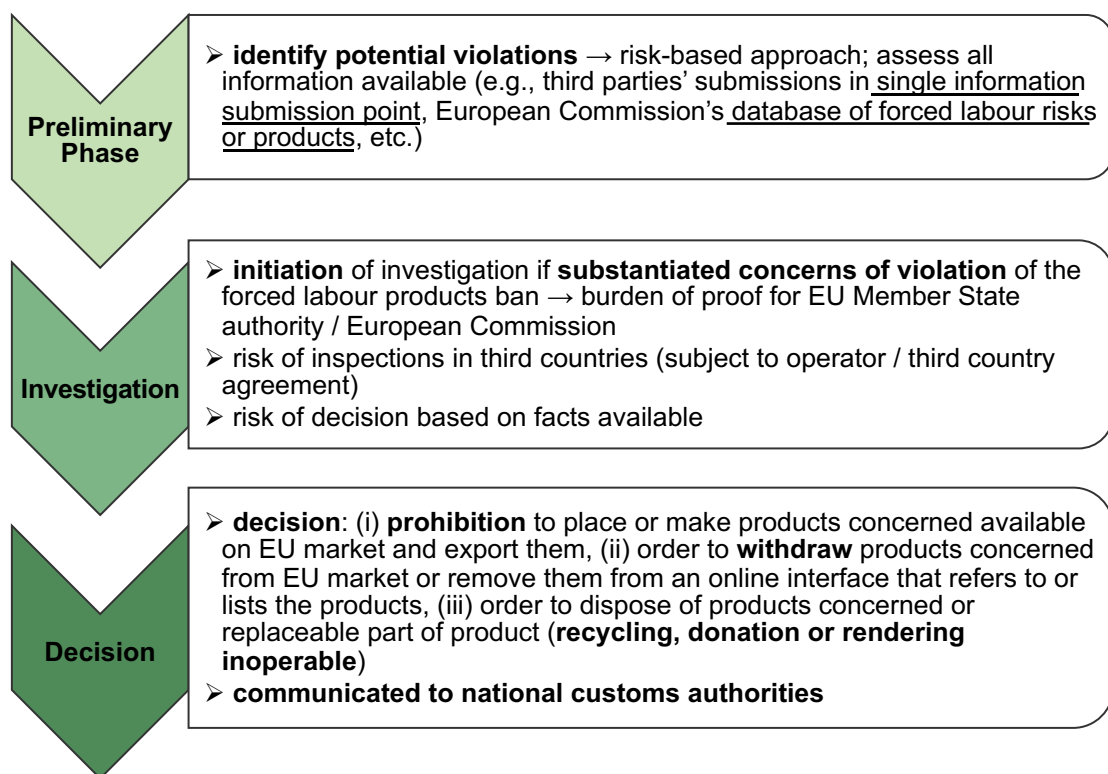 Preliminary
Phase
➢ identify potential violations → risk-based approach; assess all
information available (e.g., third parties’ submissions in single information
submission point, European Commission’s database of forced labour risks
or products, etc.)
Investigation
➢ initiation of investigation if substantiated concerns of violation of the
forced labour products ban → burden of proof for EU Member State
authority / European Commission
➢ risk of inspections in third countries (subject to operator / third country
agreement)
➢ risk of decision based on facts available
Decision
➢ decision: (i) prohibition to place or make products concerned available
on EU market and export them, (ii) order to withdraw products concerned
from EU market or remove them from an online interface that refers to or
lists the products, (iii) order to dispose of products concerned or
replaceable part of product (recycling, donation or rendering
inoperable)
➢ communicated to national customs authorities